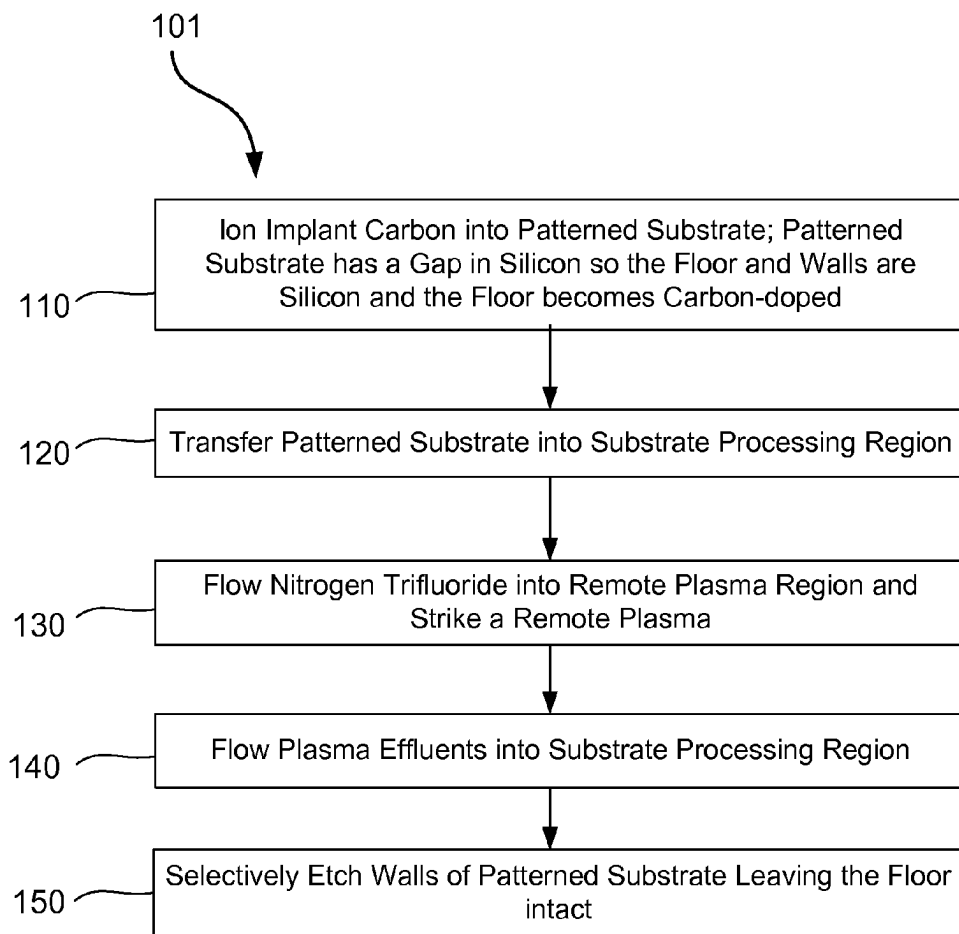 101
Ion Implant Carbon into Patterned Substrate; Patterned
Substrate has a Gap in Silicon so the Floor and Walls are
Silicon and the Floor becomes Carbon-doped
110
Transfer Patterned Substrate into Substrate Processing Region
120
Flow Nitrogen Trifluoride into Remote Plasma Region and
Strike a Remote Plasma
130
Flow Plasma Effluents into Substrate Processing Region
140
Selectively Etch Walls of Patterned Substrate Leaving the Floor
intact
150